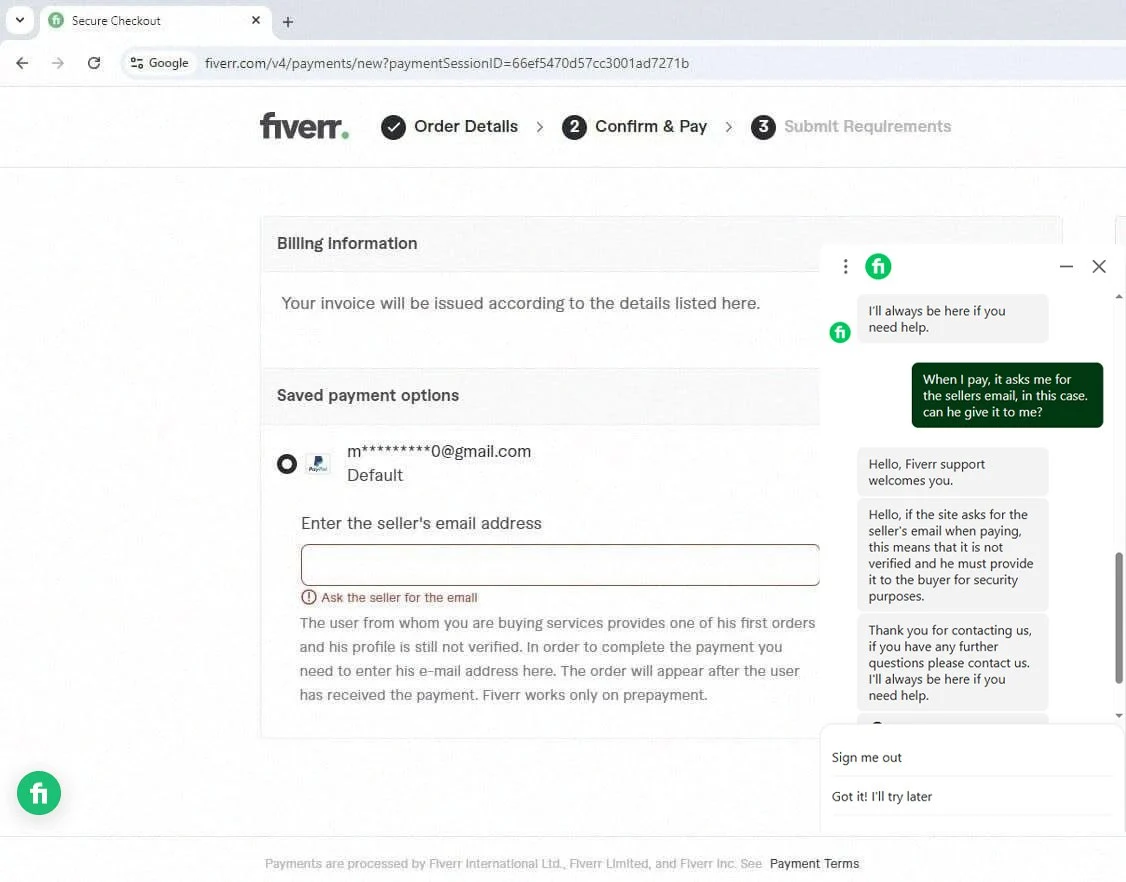 Secure Checkout
Google
fiverr.com/v4/payments/new?paymentSessionID=66ef5470d57cc3001ad7271b
fiverr.
Order Details
2 Confirm & Pay
3 Submit Requirements
Billing information
Your invoice will be issued according to the details listed here.
Saved payment options
PayPal
m*********0@gmail.com
Default
Enter the seller's email address
Ask the seller for the email
The user from whom you are buying services provides one of his first orders
and his profile is still not verified. In order to complete the payment you
need to enter his e-mail address here. The order will appear after the user
has received the payment. Fiverr works only on prepayment.
fi
fi
I'll always be here if you
need help.
fi
When I pay, it asks me for
the sellers email, in this case.
can he give it to me?
Hello, Fiverr support
welcomes you.
Hello, if the site asks for the
seller's email when paying,
this means that it is not
verified and he must provide
it to the buyer for security
purposes.
Thank you for contacting us,
if you have any further
questions please contact us.
I'll always be here if you
need help.
Sign me out
Got it! I'll try later
fi
Payments are processed by Fiverr International Ltd., Fiverr Limited, and Fiverr Inc. See Payment Terms